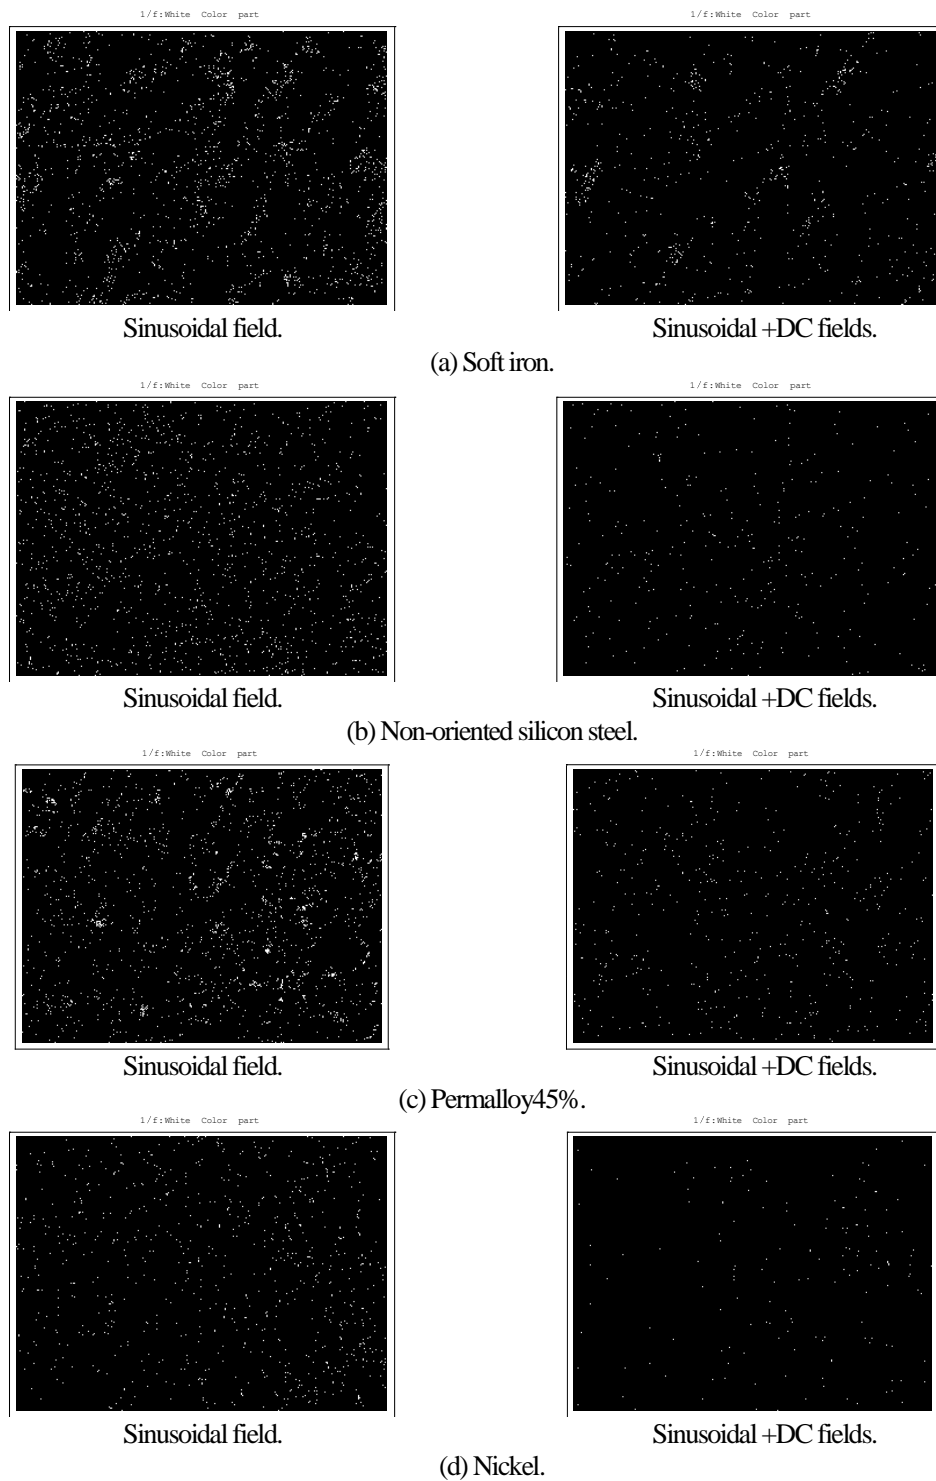 1/f:White Color part 1/f:White Color part
Sinusoidal field. Sinusoidal +DC fields.
(a) Soft iron.
1/f:White Color part 1/f:White Color part
Sinusoidal field. Sinusoidal +DC fields.
(b) Non-oriented silicon steel.
1/f:White Color part 1/f:White Color part
Sinusoidal field. Sinusoidal +DC fields.
(c) Permalloy45%.
1/f:White Color part 1/f:White Color part
Sinusoidal field. Sinusoidal +DC fields.
(d) Nickel.